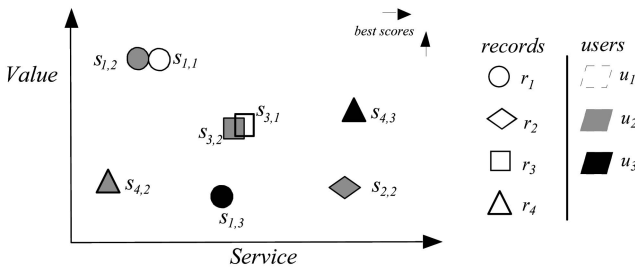 best scores
Value
Service
s1,2
s1,1
s3,1
s3,2
s4,3
s4,2
s1,3
s2,2
records
r1
r2
r3
r4
users
u1
u2
u3